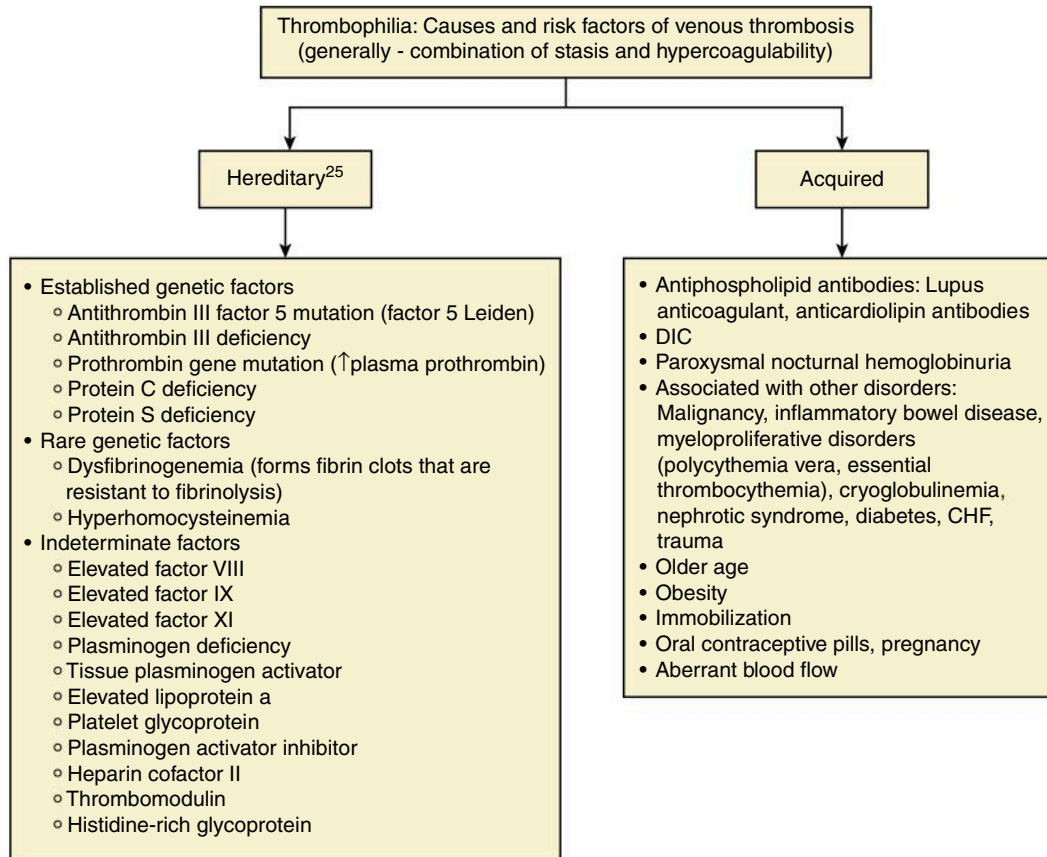 Thrombophilia: Causes and risk factors of venous thrombosis
(generally - combination of stasis and hypercoagulability)
Hereditary25
Acquired
• Established genetic factors
○ Antithrombin III factor 5 mutation (factor 5 Leiden)
○ Antithrombin III deficiency
○ Prothrombin gene mutation (↑plasma prothrombin)
○ Protein C deficiency
○ Protein S deficiency
• Rare genetic factors
○ Dysfibrinogenemia (forms fibrin clots that are
resistant to fibrinolysis)
○ Hyperhomocysteinemia
• Indeterminate factors
○ Elevated factor VIII
○ Elevated factor IX
○ Elevated factor XI
○ Plasminogen deficiency
○ Tissue plasminogen activator
○ Elevated lipoprotein a
○ Platelet glycoprotein
○ Plasminogen activator inhibitor
○ Heparin cofactor II
○ Thrombomodulin
○ Histidine-rich glycoprotein
• Antiphospholipid antibodies: Lupus
anticoagulant, anticardiolipin antibodies
• DIC
• Paroxysmal nocturnal hemoglobinuria
• Associated with other disorders:
Malignancy, inflammatory bowel disease,
myeloproliferative disorders
(polycythemia vera, essential
thrombocythemia), cryoglobulinemia,
nephrotic syndrome, diabetes, CHF,
trauma
• Older age
• Obesity
• Immobilization
• Oral contraceptive pills, pregnancy
• Aberrant blood flow